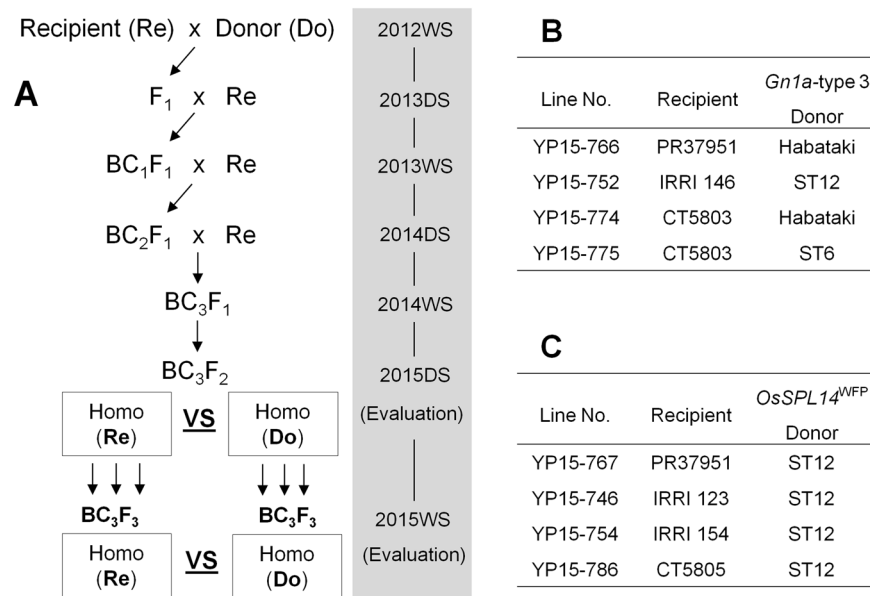 A
Recipient (Re) x Donor (Do) 2012WS
F1 x Re 2013DS
BC1F1 x Re 2013WS
BC2F1 x Re 2014DS
BC3F1 2014WS
BC3F2 2015DS
Homo (Re) VS Homo (Do) (Evaluation)
BC3F3 BC3F3 2015WS
Homo (Re) VS Homo (Do) (Evaluation)
B
Line No. Recipient Gn1a-type 3 Donor
YP15-766 PR37951 Habataki
YP15-752 IRRI 146 ST12
YP15-774 CT5803 Habataki
YP15-775 CT5803 ST6
C
Line No. Recipient OsSPL14WFP Donor
YP15-767 PR37951 ST12
YP15-746 IRRI 123 ST12
YP15-754 IRRI 154 ST12
YP15-786 CT5805 ST12